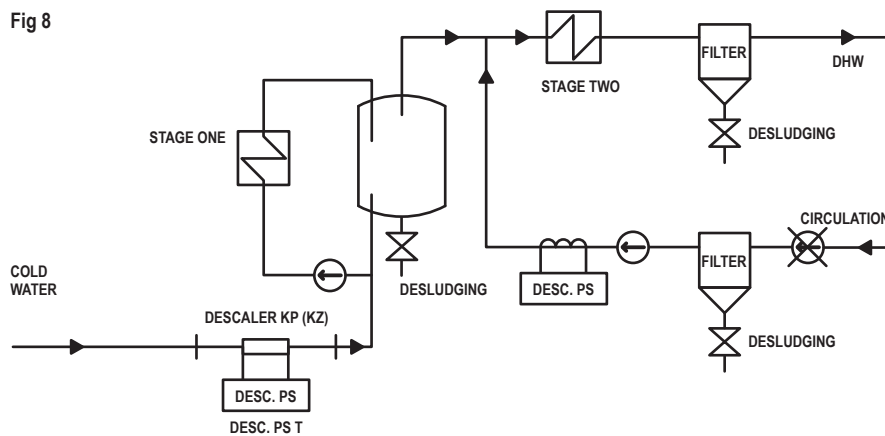 Fig 8
FILTER
DHW
STAGE TWO
STAGE ONE
DESLUDGING
CIRCULATION
FILTER
COLD
WATER
DESLUDGING
DESC. PS
DESCALER KP (KZ)
DESLUDGING
DESC. PS
DESC. PS T